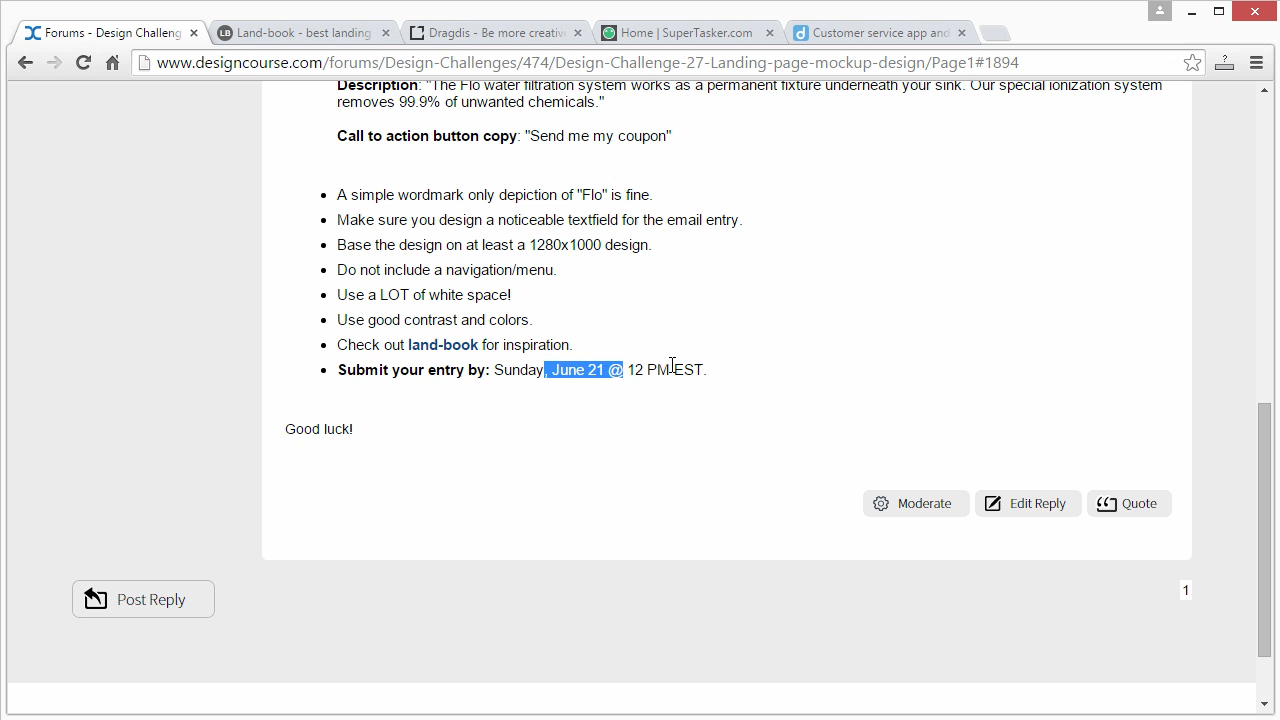 Forums - Design Challeng
Land-book - best landing
Dragdis - Be more creativ
Home | SuperTasker.com
Customer service app and
www.designcourse.com/forums/Design-Challenges/474/Design-Challenge-27-Landing-page-mockup-design/Page1#1894
Description: "The Flo water filtration system works as a permanent fixture underneath your sink. Our special ionization system
removes 99.9% of unwanted chemicals."
Call to action button copy: "Send me my coupon"
• A simple wordmark only depiction of "Flo" is fine.
• Make sure you design a noticeable textfield for the email entry.
• Base the design on at least a 1280x1000 design.
• Do not include a navigation/menu.
• Use a LOT of white space!
• Use good contrast and colors.
• Check out land-book for inspiration.
• Submit your entry by: Sunday, June 21 @ 12 PM EST.
Good luck!
Moderate
Edit Reply
Quote
Post Reply
1